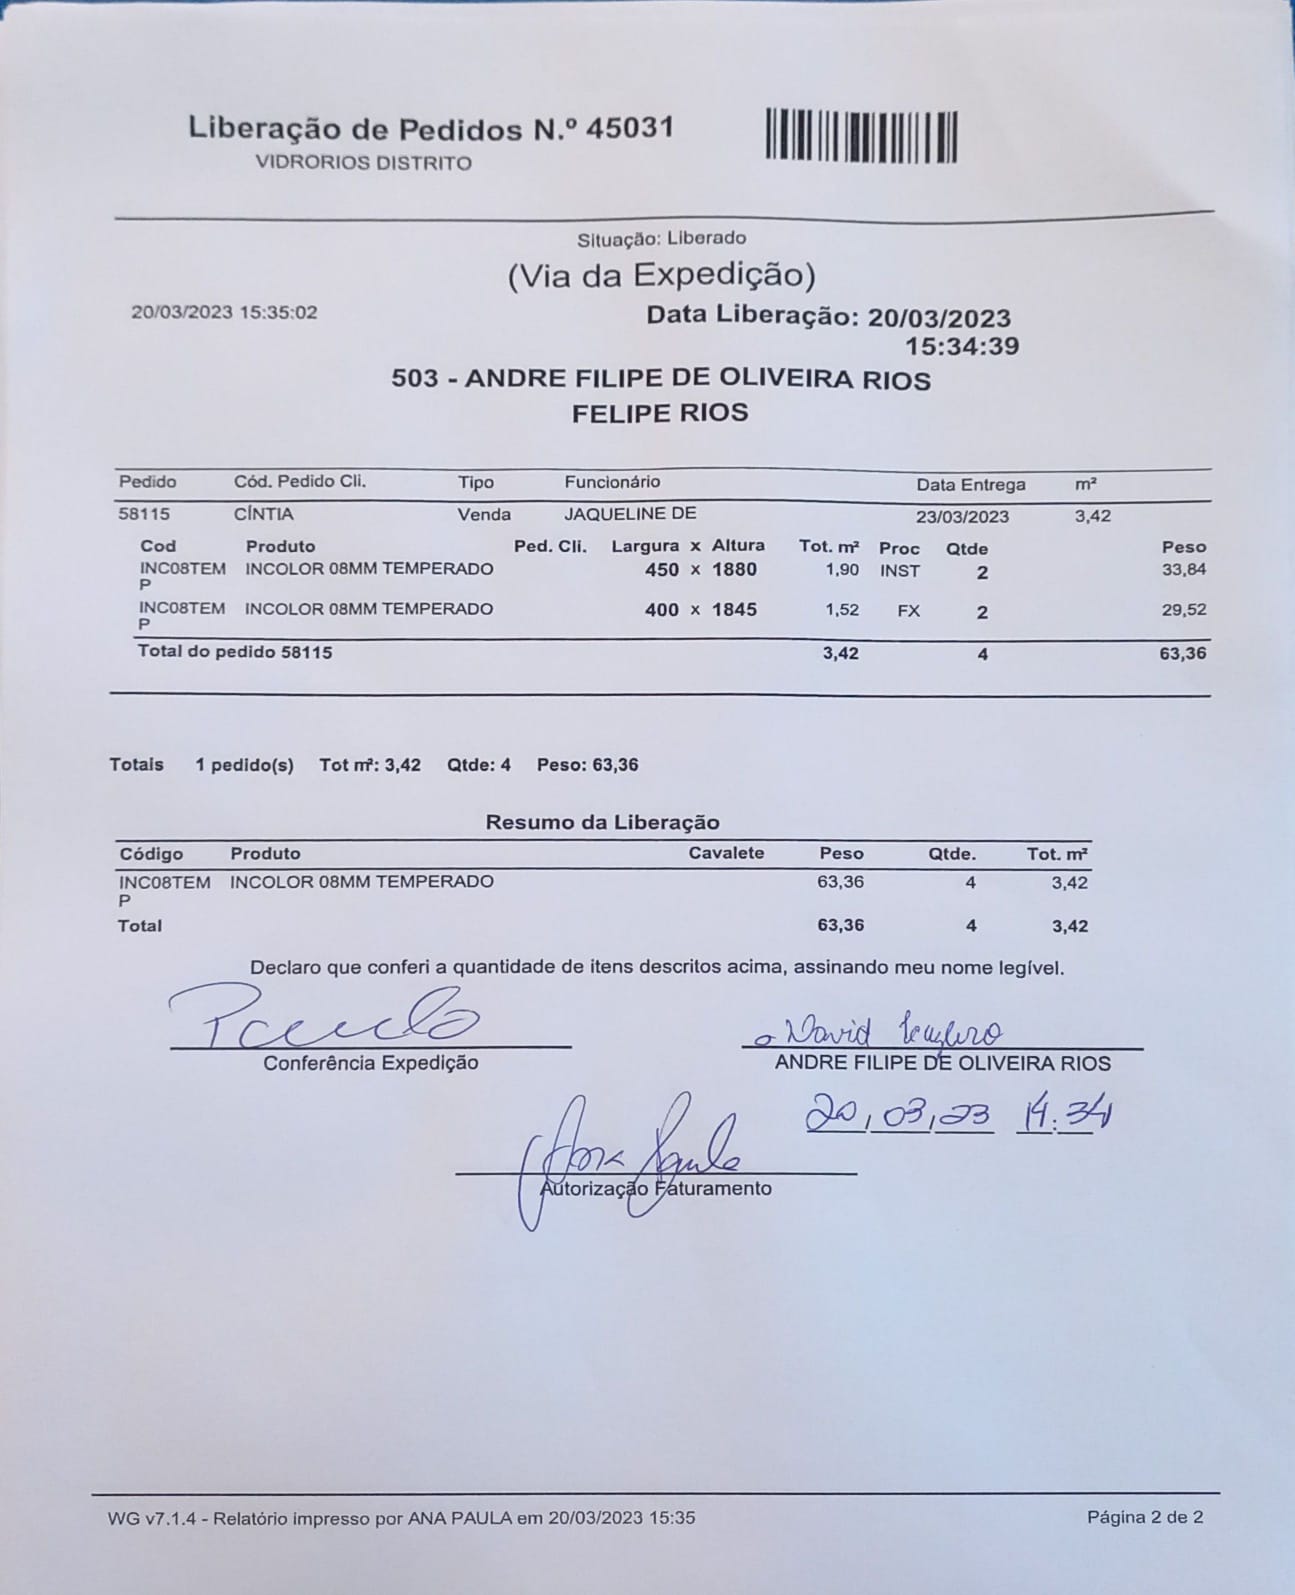 Liberação de Pedidos N.º 45031
VIDRORIOS DISTRITO
Situação: Liberado
(Via da Expedição)
20/03/2023 15:35:02
Data Liberação: 20/03/2023
15:34:39
503 - ANDRE FILIPE DE OLIVEIRA RIOS
FELIPE RIOS
Pedido Cód. Pedido Cli. Tipo Funcionário Data Entrega m²
58115 CÍNTIA Venda JAQUELINE DE 23/03/2023 3,42
Cod Produto Ped. Cli. Largura x Altura Tot. m² Proc Qtde Peso
INC08TEM INCOLOR 08MM TEMPERADO 450 x 1880 1,90 INST 2 33,84
P
INC08TEM INCOLOR 08MM TEMPERADO 400 x 1845 1,52 FX 2 29,52
P
Total do pedido 58115 3,42 4 63,36
Totais 1 pedido(s) Tot m²: 3,42 Qtde: 4 Peso: 63,36
Resumo da Liberação
Código Produto Cavalete Peso Qtde. Tot. m²
INC08TEM INCOLOR 08MM TEMPERADO 63,36 4 3,42
P
Total 63,36 4 3,42
Declaro que conferi a quantidade de itens descritos acima, assinando meu nome legível.
David
Conferência Expedição ANDRE FILIPE DE OLIVEIRA RIOS
20/03/23 14:34
Ana Paula
Autorização Faturamento
WG v7.1.4 - Relatório impresso por ANA PAULA em 20/03/2023 15:35 Página 2 de 2